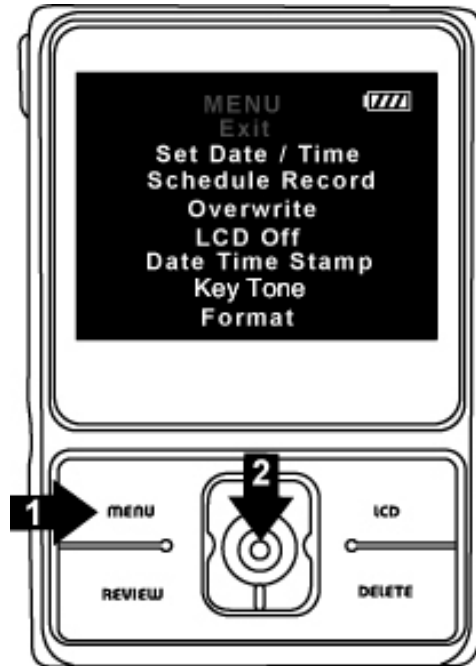 MENU
Exit
Set Date / Time
Schedule Record
Overwrite
LCD Off
Date Time Stamp
Key Tone
Format
2
1
MENU
LCD
REVIEW
DELETE